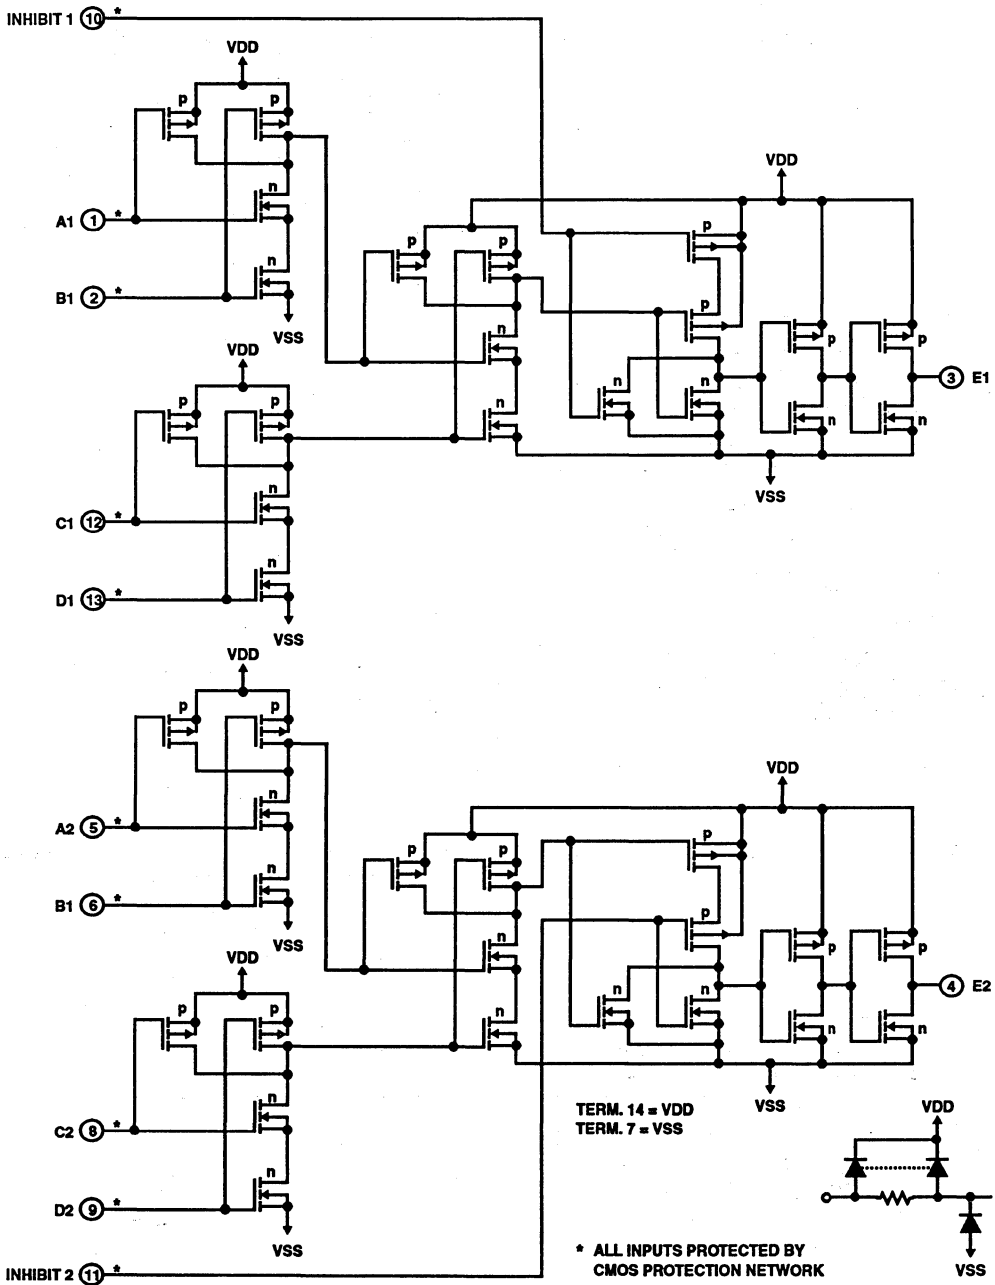 INHIBIT 1 10 *
VDD
p p
n
A1 1 *
n
B1 2 *
VSS
VDD
p p
n
C1 12 *
n
D1 13 *
VSS
VDD
p
p p
n
p
n n
n
p p
n n
3 E1
VSS
VDD
p p
n
A2 5 *
n
B1 6 *
VSS
VDD
p p
n
C2 8 *
n
D2 9 *
VSS
VDD
p
p p
n
p
n n
n
p p
n n
4 E2
VSS
INHIBIT 2 11 *
TERM. 14 = VDD
TERM. 7 = VSS
VDD
VSS
* ALL INPUTS PROTECTED BY
CMOS PROTECTION NETWORK